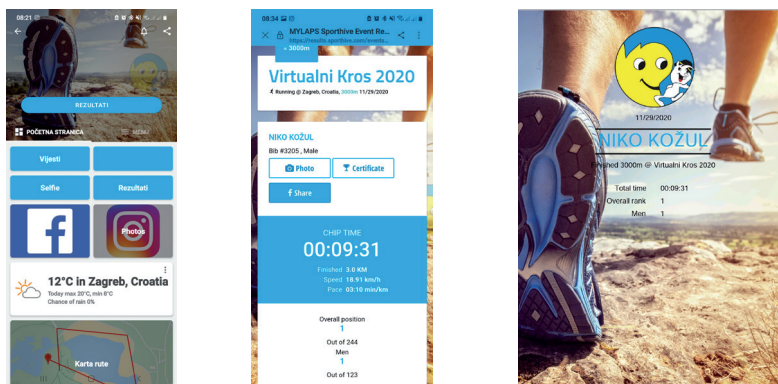 08:21
REZULTATI
POČETNA STRANICA
MENU
Vijesti
Selfie
Rezultati
Photos
12°C in Zagreb, Croatia
Today max 20°C, min 8°C
Chance of rain 0%
Karta rute
08:34
MYLAPS Sporthive Event Re...
https://results.sporthive.com/events...
< 3000m
Virtualni Kros 2020
Running @ Zagreb, Croatia, 3000m 11/29/2020
NIKO KOŽUL
Bib #3205 , Male
Photo
Certificate
f Share
CHIP TIME
00:09:31
Finished 3.0 KM
Speed 18.91 km/h
Pace 03:10 min/km
Overall position
1
Out of 244
Men
1
Out of 123
11/29/2020
NIKO KOŽUL
Finished 3000m @ Virtualni Kros 2020
Total time 00:09:31
Overall rank 1
Men 1